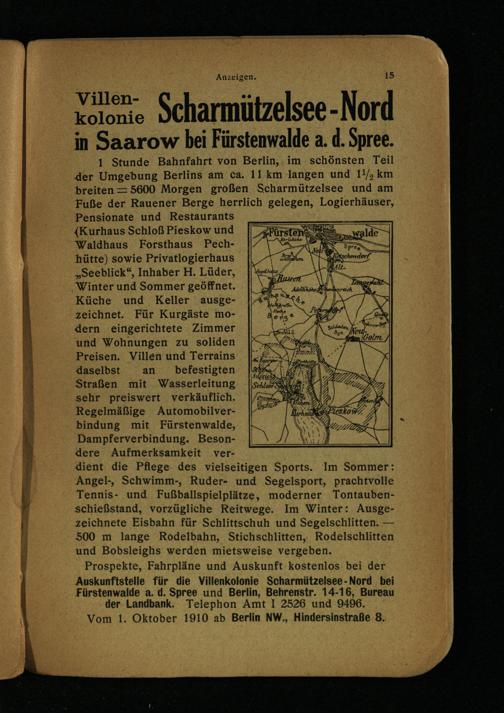 Anzeigen.
15
Villen-
kolonie Scharmützelsee-Nord
in Saarow bei Fürstenwalde a. d. Spree.
1 Stunde Bahnfahrt von Berlin, im schönsten Teil
der Umgebung Berlins am ca. 11 km langen und 1½ km
breiten = 5600 Morgen großen Scharmützelsee und am
Fuße der Rauener Berge herrlich gelegen, Logierhäuser,
Pensionate und Restaurants
(Kurhaus Schloß Pieskow und
Waldhaus Forsthaus Pech-
hütte) sowie Privatlogierhaus
„Seeblick“, Inhaber H. Lüder,
Winter und Sommer geöffnet.
Küche und Keller ausge-
zeichnet. Für Kurgäste mo-
dern eingerichtete Zimmer
und Wohnungen zu soliden
Preisen. Villen und Terrains
daselbst an befestigten
Straßen mit Wasserleitung
sehr preiswert verkäuflich.
Regelmäßige Automobilver-
bindung mit Fürstenwalde,
Dampferverbindung. Beson-
dere Aufmerksamkeit ver-
dient die Pflege des vielseitigen Sports. Im Sommer:
Angel-, Schwimm-, Ruder- und Segelsport, prachtvolle
Tennis- und Fußballspielplätze, moderner Tontauben-
schießstand, vorzügliche Reitwege. Im Winter: Ausge-
zeichnete Eisbahn für Schlittschuh und Segelschlitten. —
500 m lange Rodelbahn, Stichschlitten, Rodelschlitten
und Bobsleighs werden mietsweise vergeben.
Prospekte, Fahrpläne und Auskunft kostenlos bei der
Auskunftstelle für die Villenkolonie Scharmützelsee-Nord bei
Fürstenwalde a. d. Spree und Berlin, Behrenstr. 14-16, Bureau
der Landbank. Telephon Amt I 2526 und 9496.
Vom 1. Oktober 1910 ab Berlin NW., Hindersinstraße 8.
Fürsten walde
Spree
Rauen
Neu
Golm
Pieskow